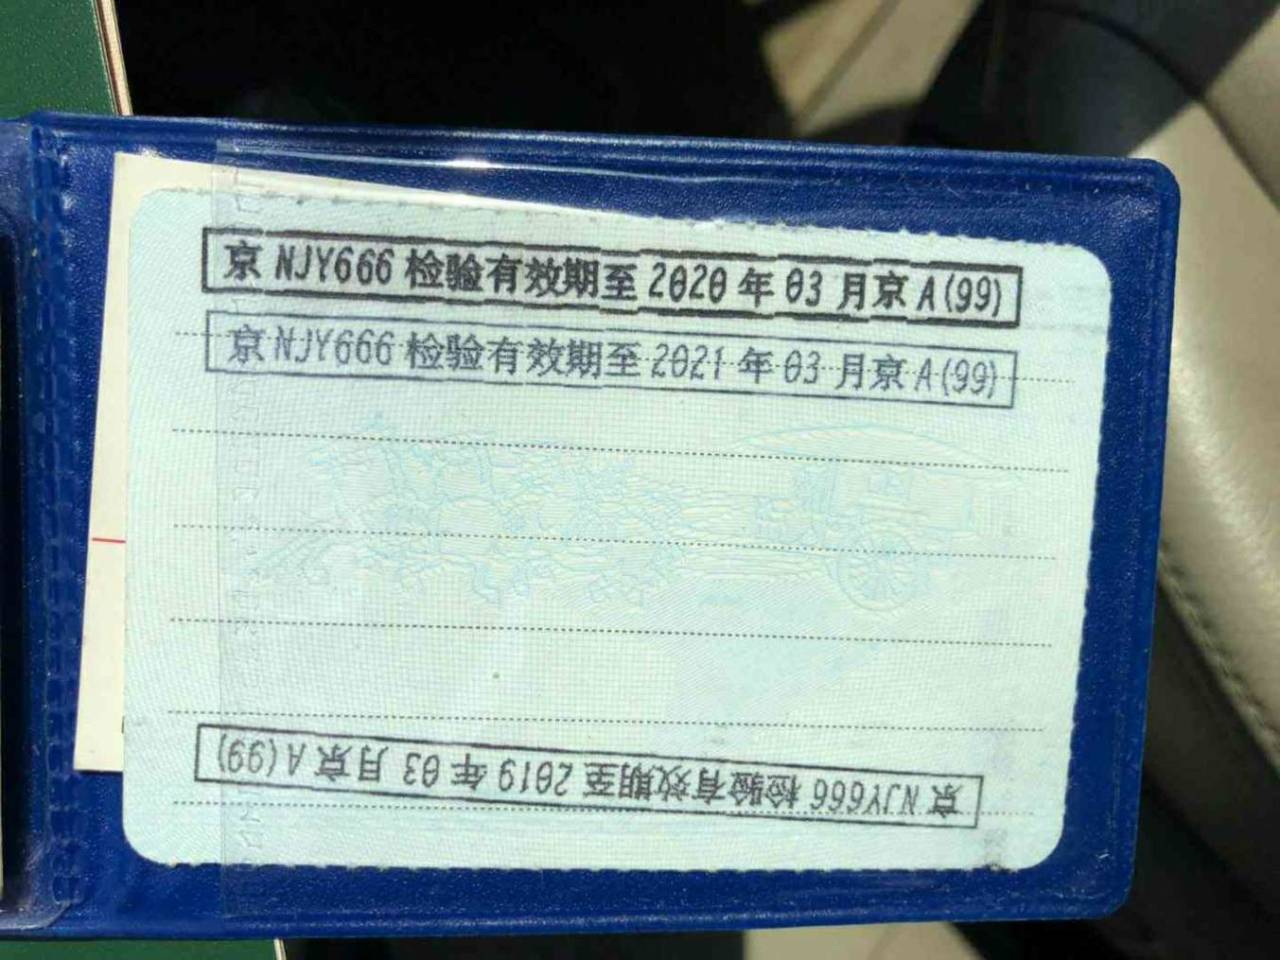 京 NJY666 检验有效期至 2020 年 03 月京 A(99)
京 NJY666 检验有效期至 2021 年 03 月京 A(99)
京 NJY666 检验有效期至 2019 年 03 月京 A(99)